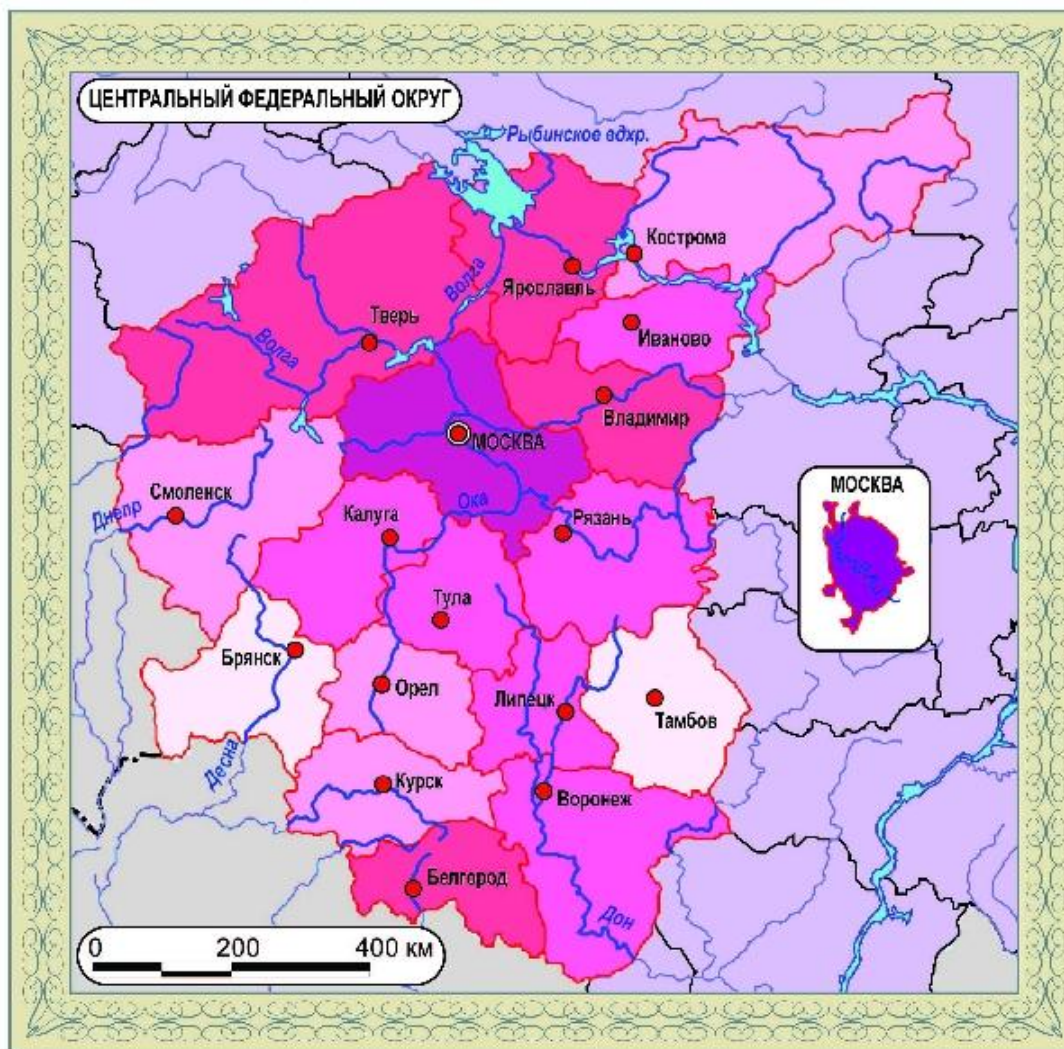 ЦЕНТРАЛЬНЫЙ ФЕДЕРАЛЬНЫЙ ОКРУГ
Рыбинское вдхр.
Кострома
Волга
Ярославль
Тверь
Волга
Иваново
Владимир
МОСКВА
МОСКВА
Смоленск
Днепр
Ока
Калуга
Рязань
Тула
Брянск
Орел
Липецк
Тамбов
Десна
Курск
Воронеж
Белгород
Дон
0 200 400 км